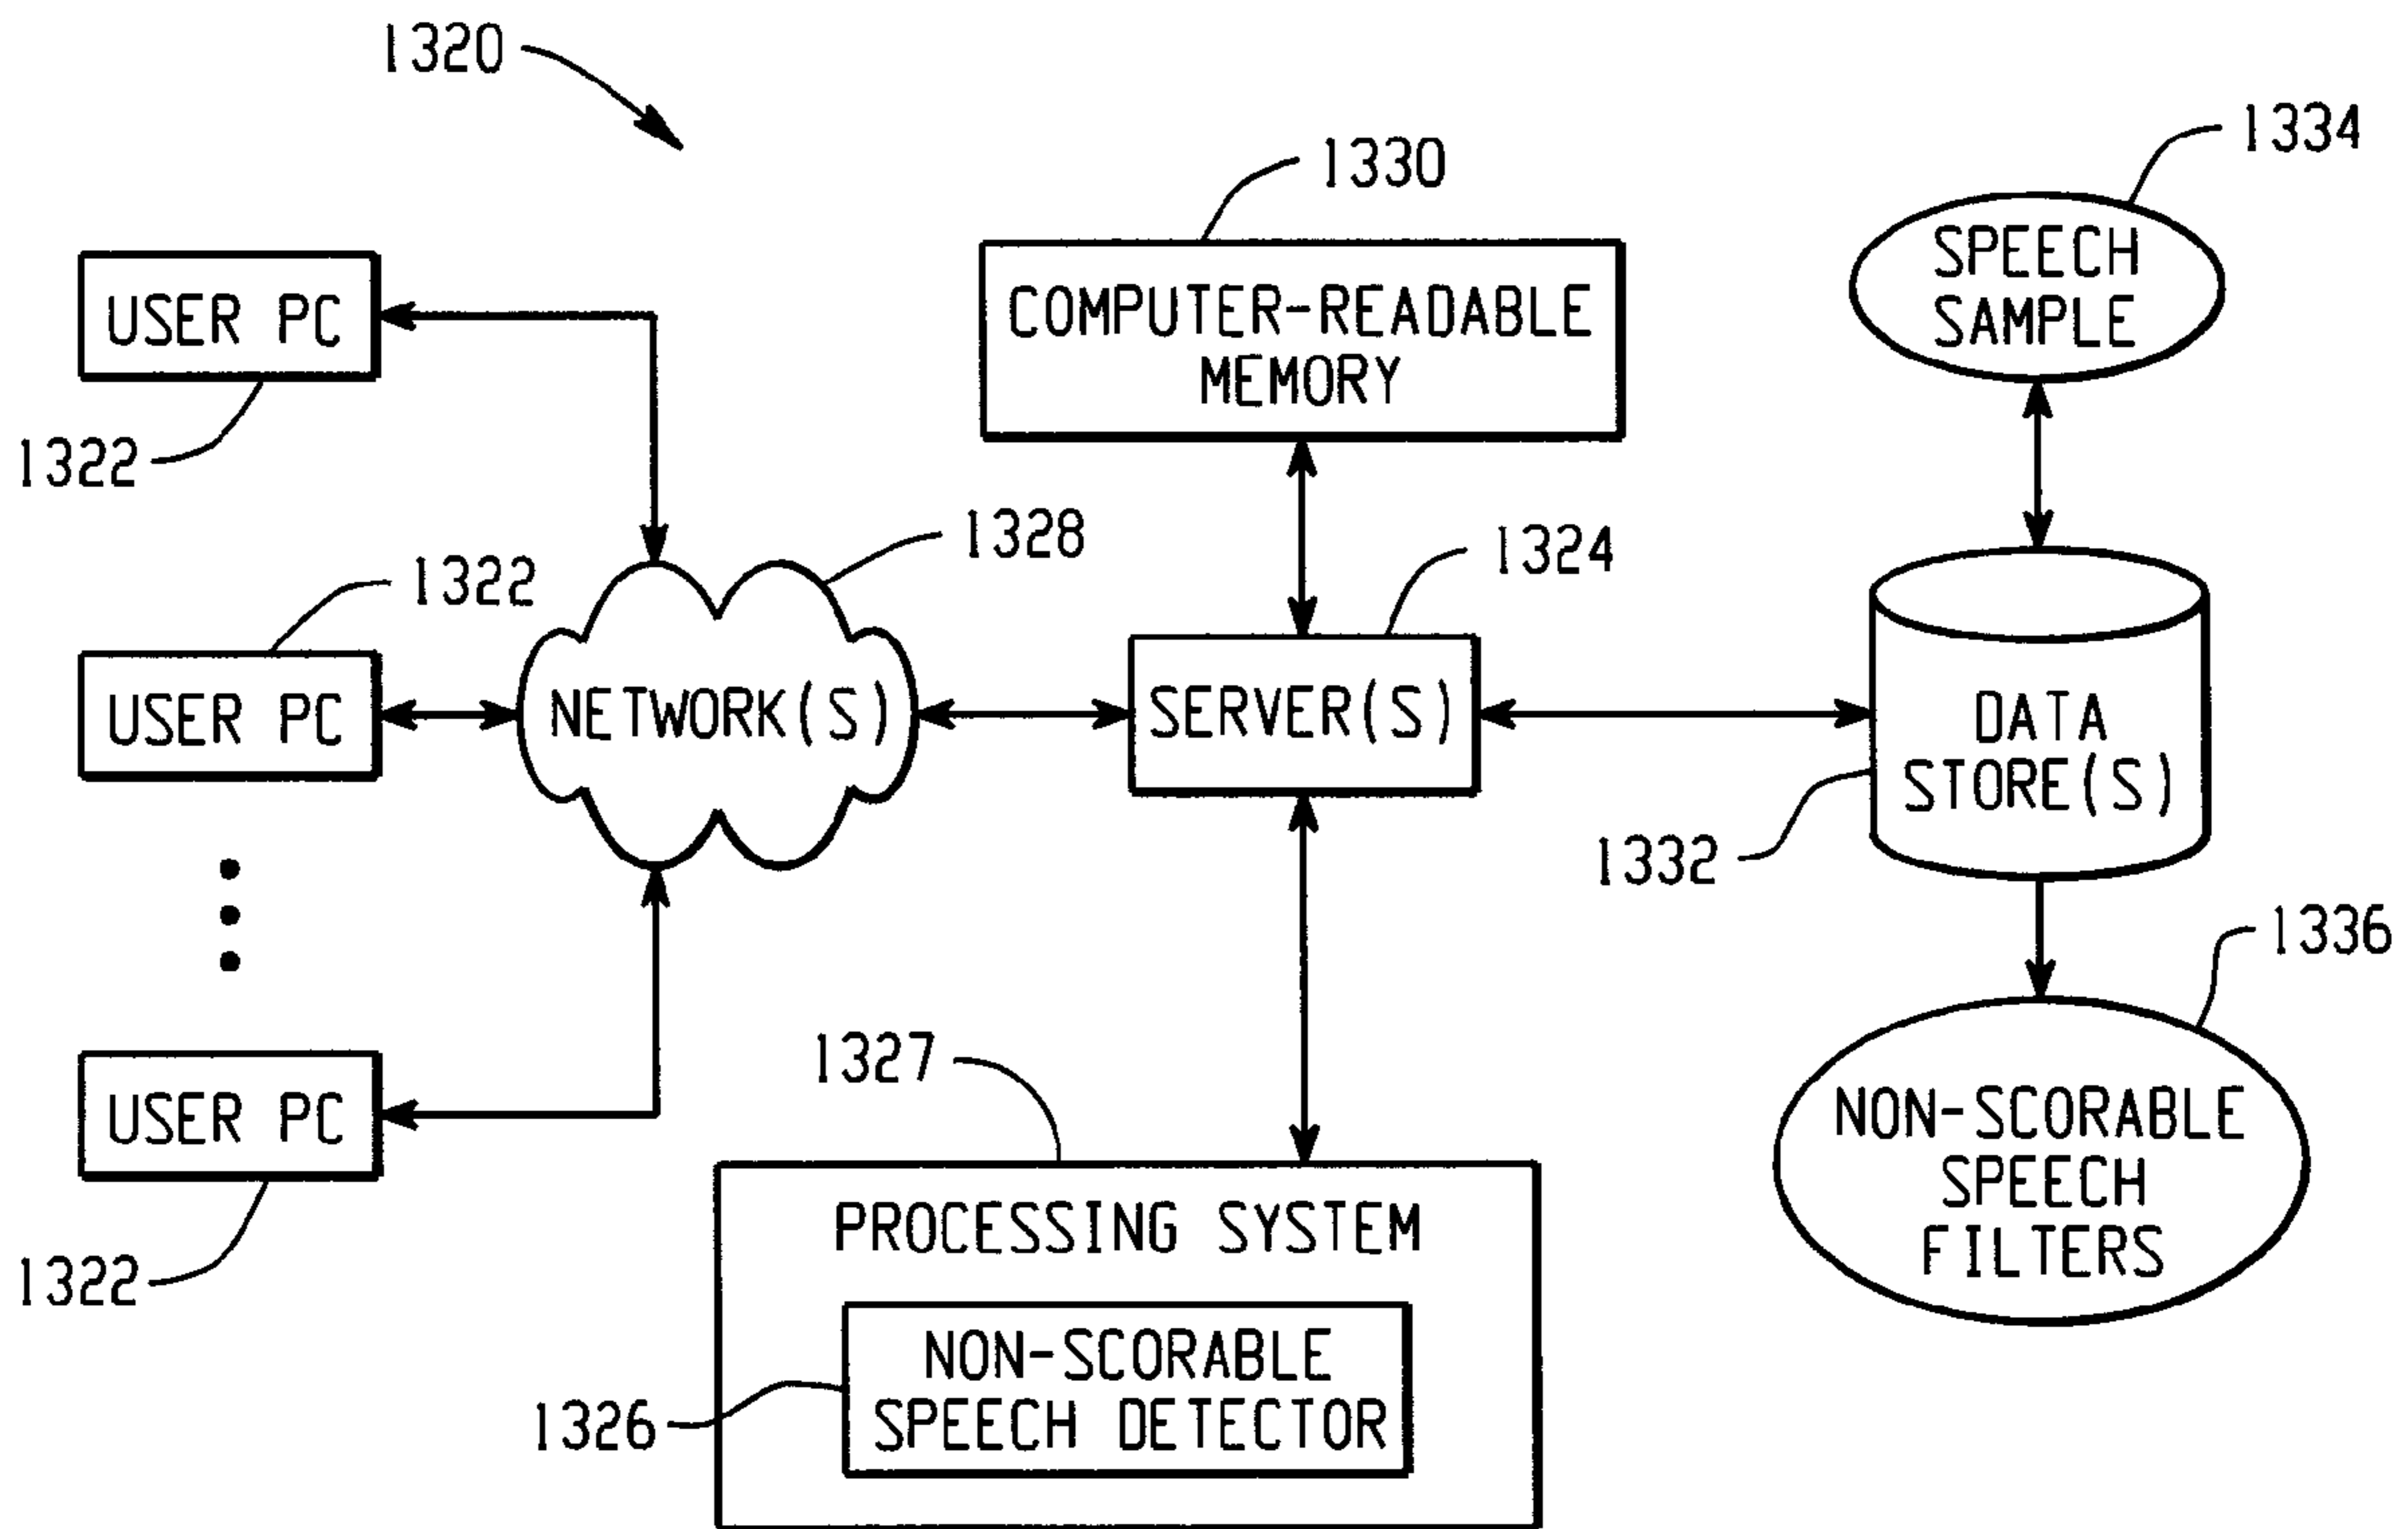 1320
1334
1330
SPEECH
SAMPLE
USER PC
COMPUTER-READABLE
MEMORY
1322
1328
1324
1322
USER PC
NETWORK(S)
SERVER(S)
DATA
STORE(S)
1332
1336
1327
USER PC
NON-SCORABLE
SPEECH
FILTERS
1322
PROCESSING SYSTEM
NON-SCORABLE
SPEECH DETECTOR
1326